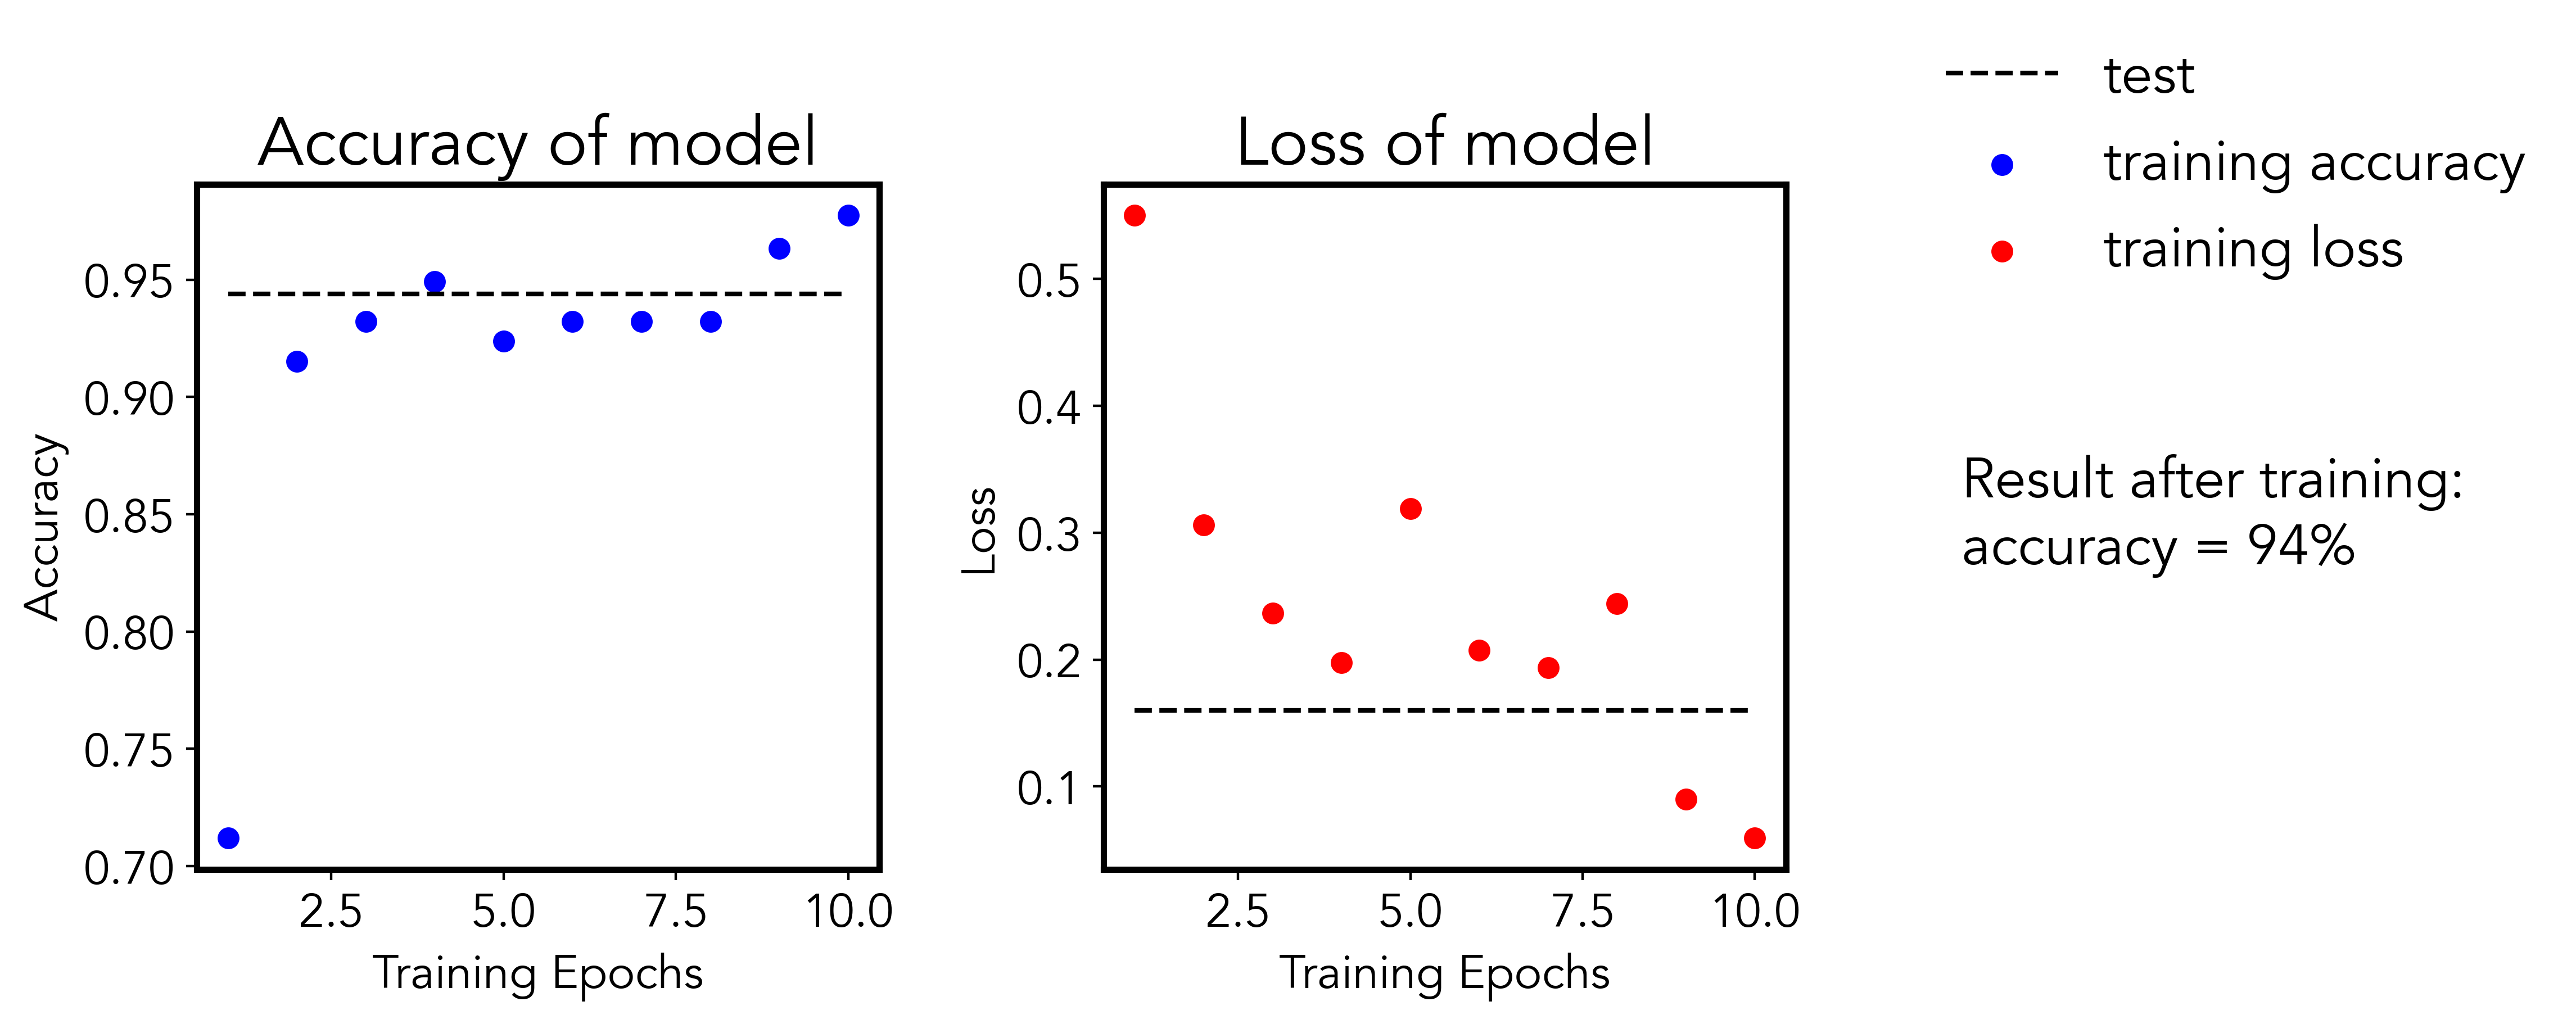 Accuracy of model
Accuracy
0.95
0.90
0.85
0.80
0.75
0.70
2.5 5.0 7.5 10.0
Training Epochs
Loss of model
Loss
0.5
0.4
0.3
0.2
0.1
2.5 5.0 7.5 10.0
Training Epochs
test
training accuracy
training loss
Result after training:
accuracy = 94%